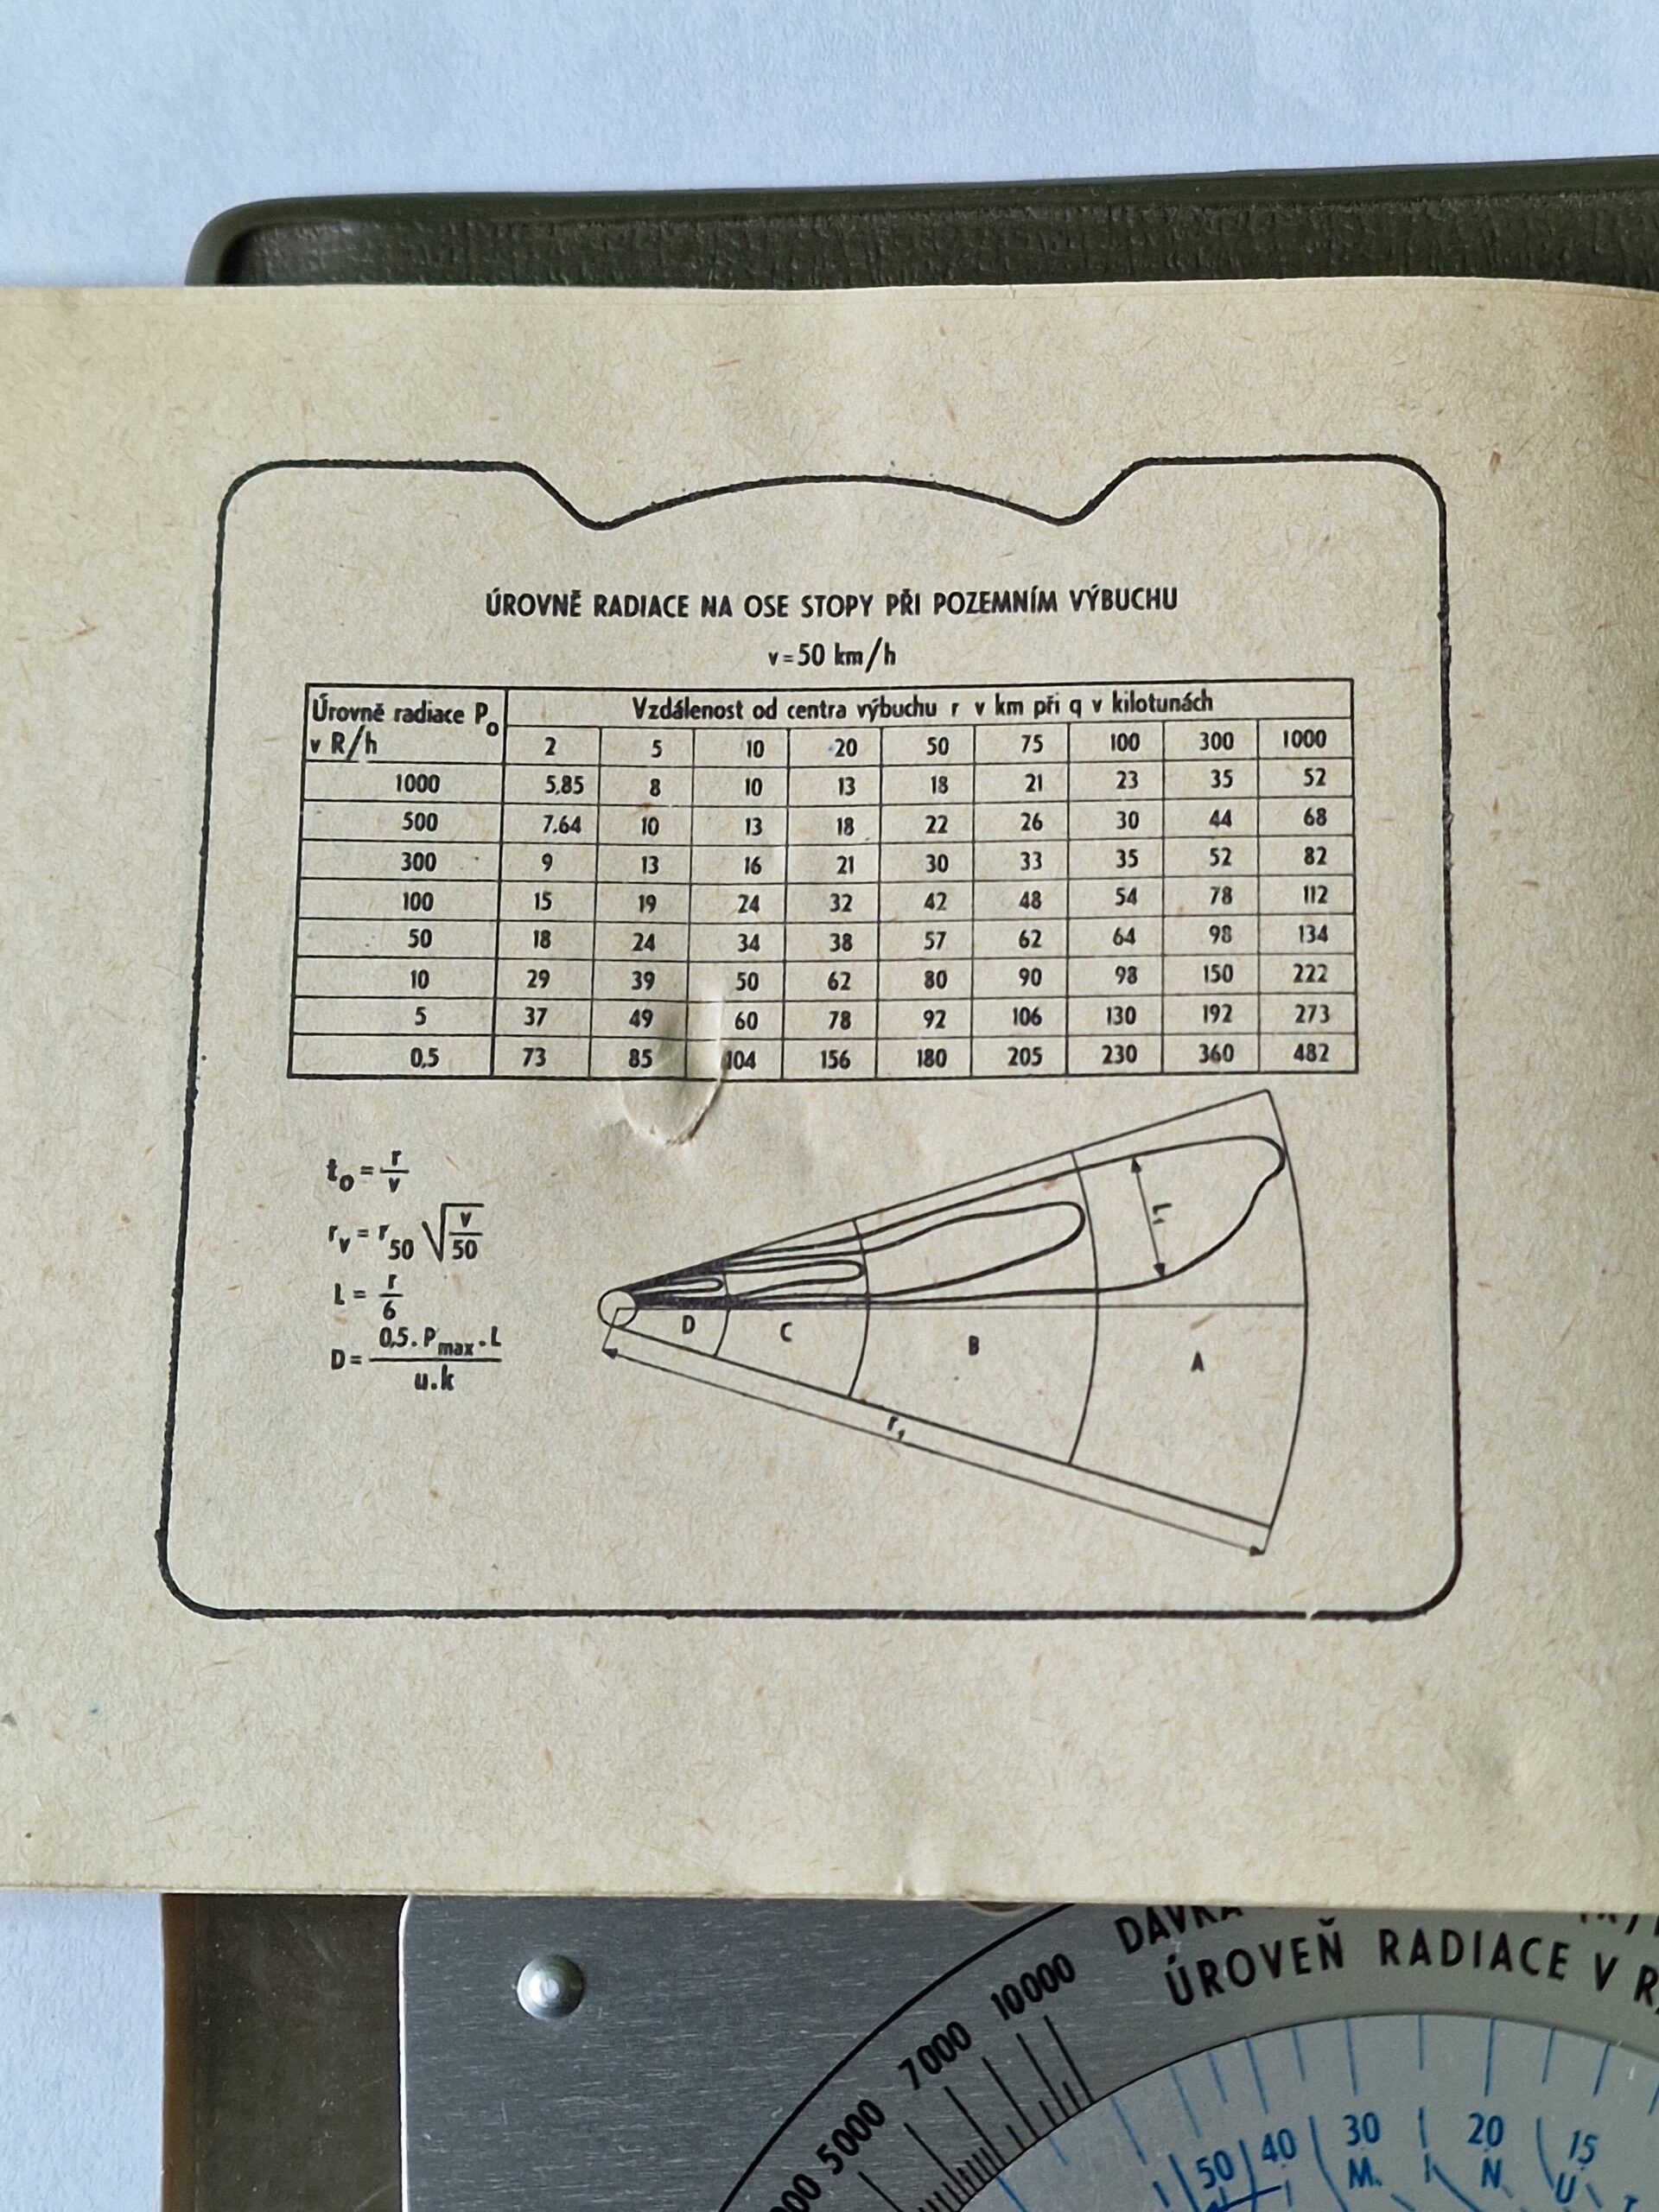 ÚROVNĚ RADIACE NA OSE STOPY PŘI POZEMNÍM VÝBUCHU
v = 50 km/h
Úrovně radiace P₀ v R/h
Vzdálenost od centra výbuchu r v km při q v kilotunách
2 5 10 20 50 75 100 300 1000
1000 5,85 8 10 13 18 21 23 35 52
500 7,64 10 13 18 22 26 30 44 68
300 9 13 16 21 30 33 35 52 82
100 15 19 24 32 42 48 54 78 112
50 18 24 34 38 57 62 64 98 134
10 29 39 50 62 80 90 98 150 222
5 37 49 60 78 92 106 130 192 273
0,5 73 85 104 156 180 205 230 360 482
t₀ = r/v
r_v = r₅₀ √(v/50)
L = r/6
D = 0,5 . P_max . L / u.k
D C B A
r₁
DÁVKA
ÚROVEŇ RADIACE V
10000
7000
5000
50 40 30 20 15
M. N. U